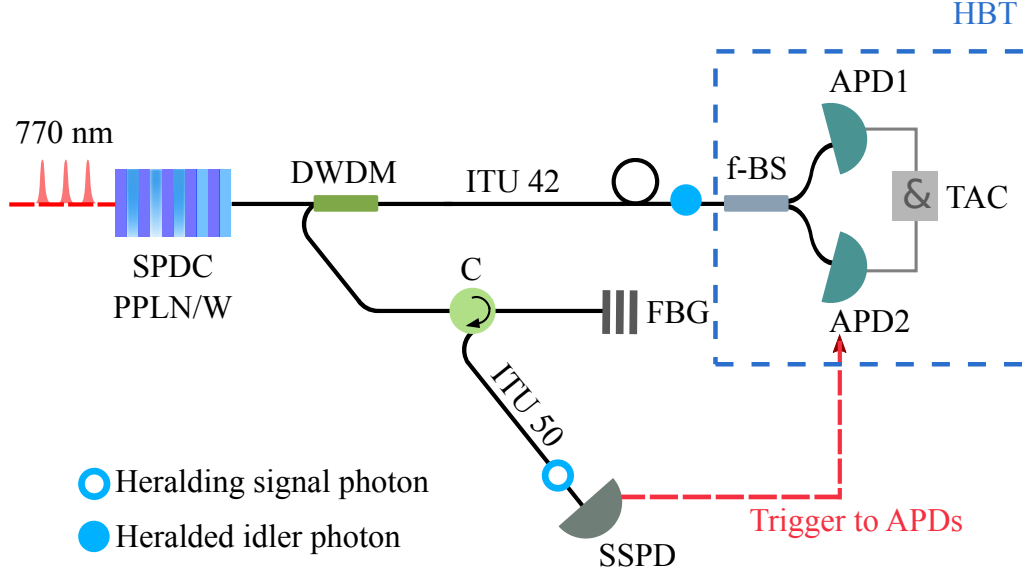 HBT
770 nm
APD1
DWDM
ITU 42
f-BS
& TAC
SPDC
PPLN/W
C
FBG
APD2
ITU 50
Heralding signal photon
Heralded idler photon
Trigger to APDs
SSPD